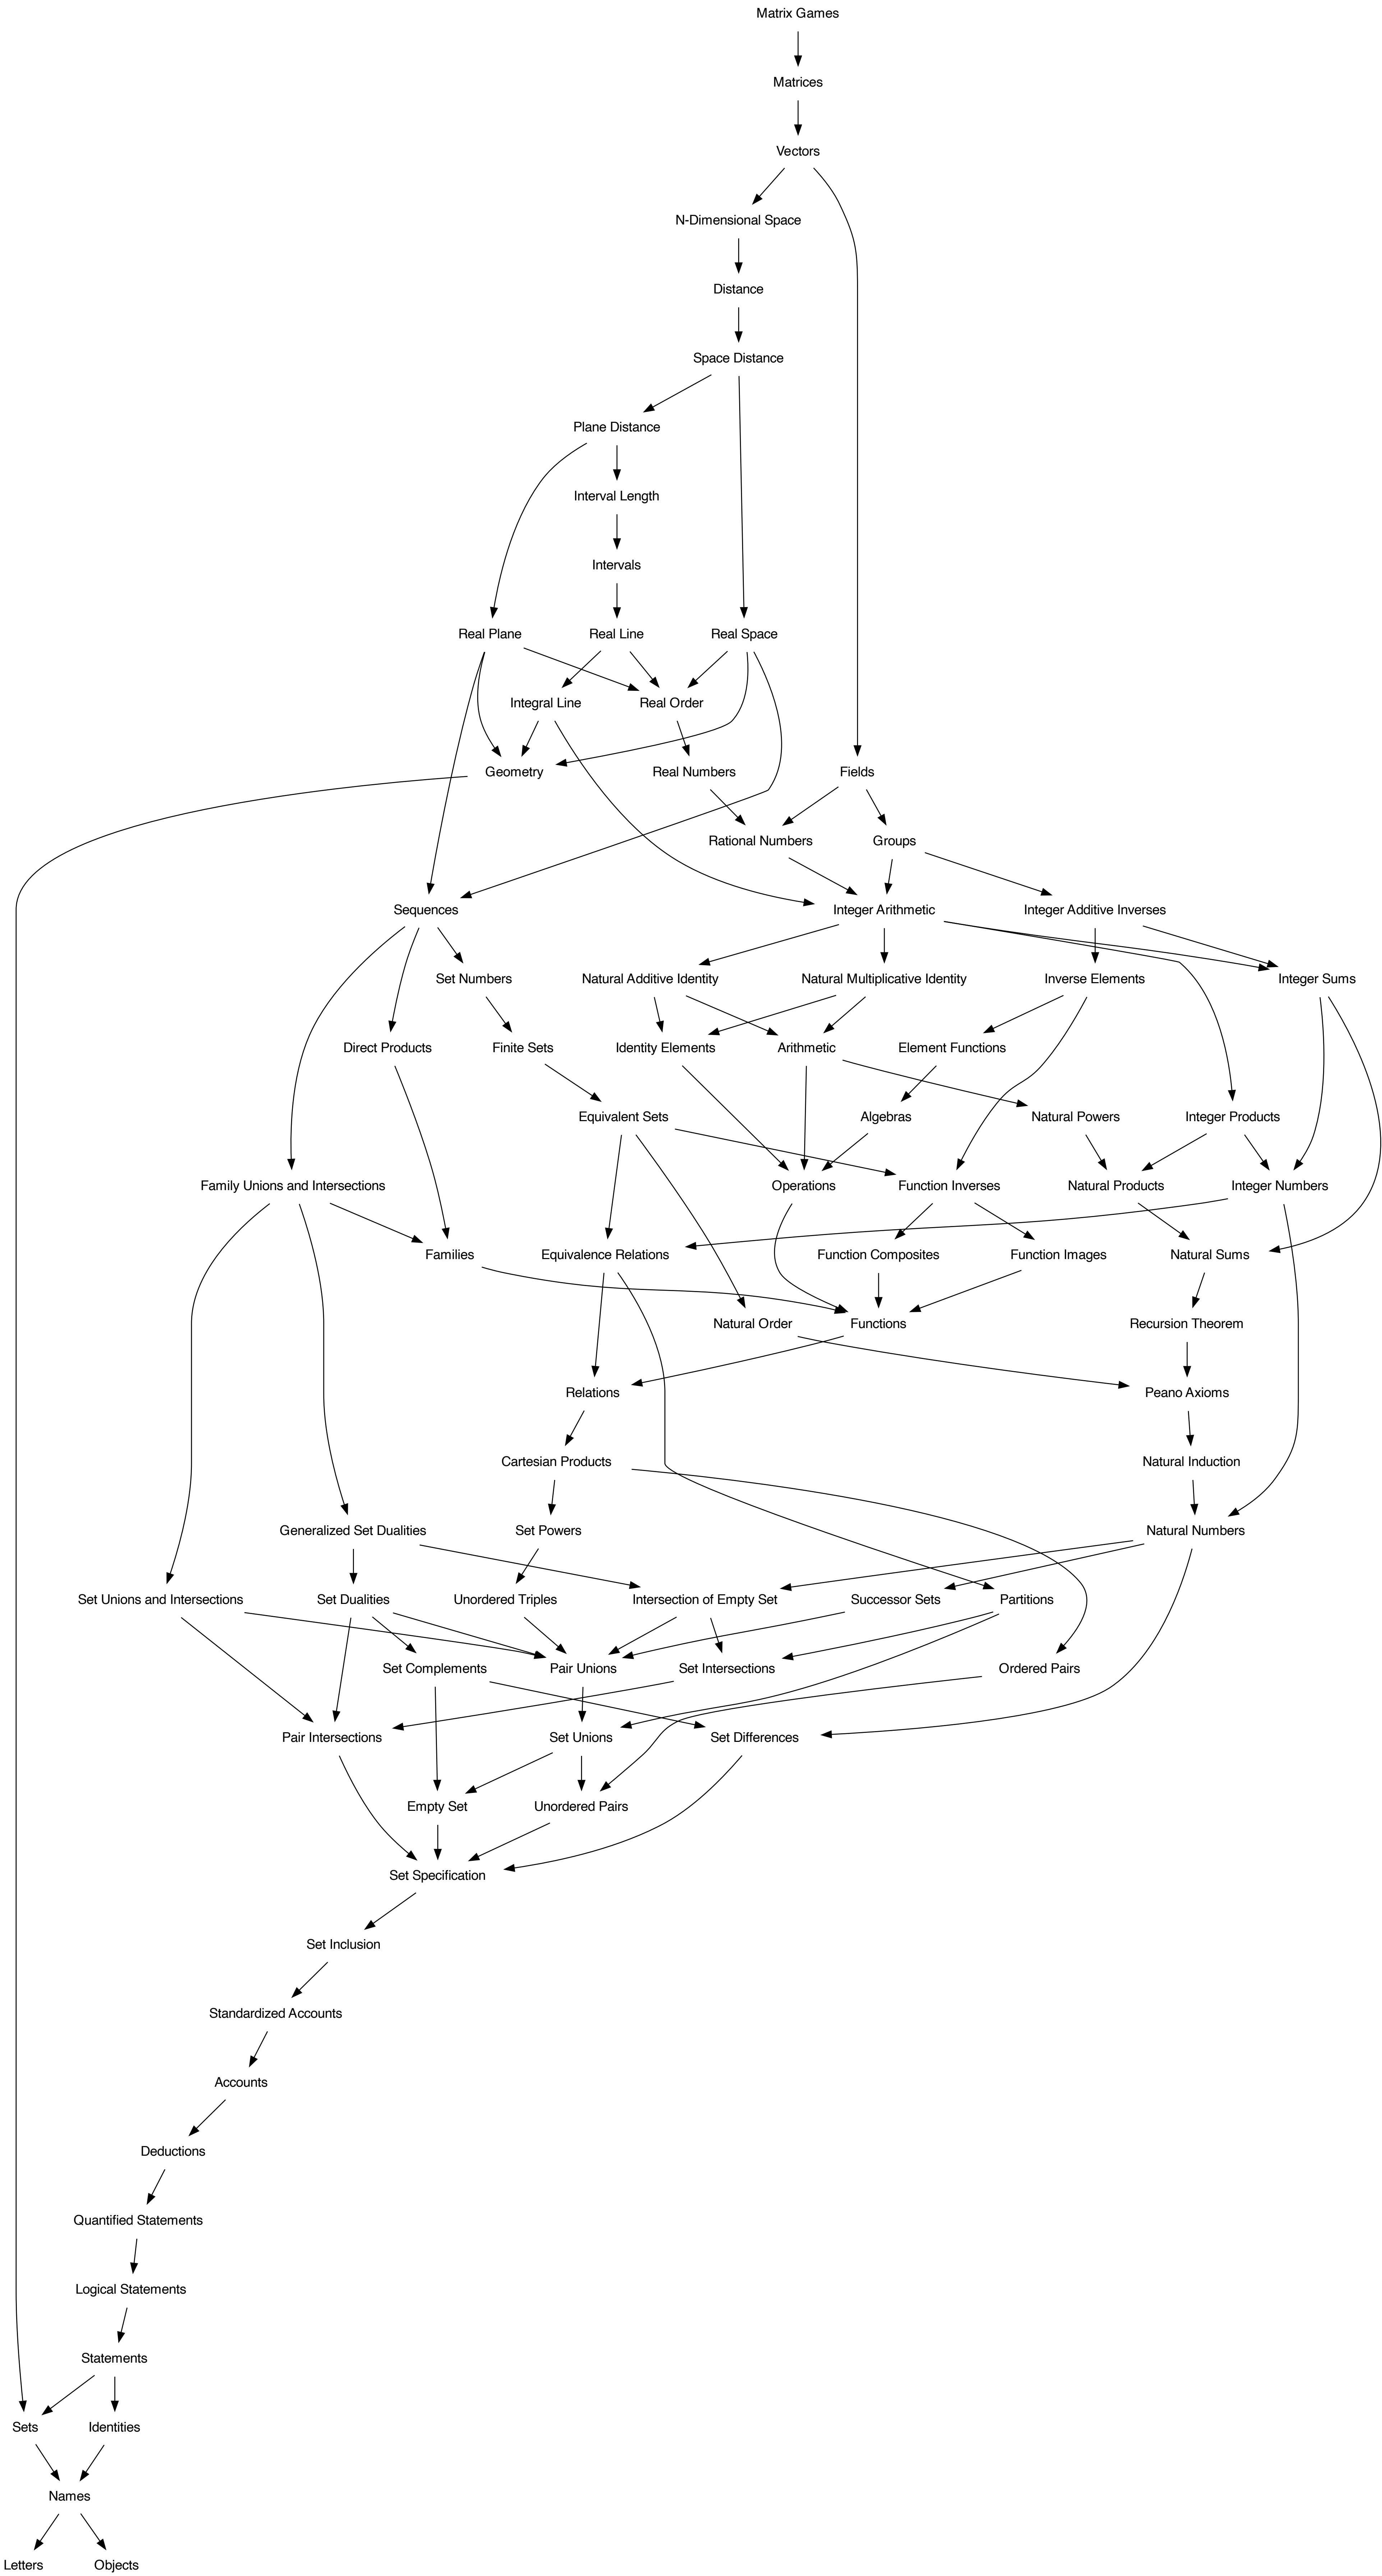 Matrix Games
Matrices
Vectors
N-Dimensional Space
Distance
Space Distance
Plane Distance
Interval Length
Intervals
Real Plane
Real Line
Real Space
Integral Line
Real Order
Geometry
Real Numbers
Fields
Rational Numbers
Groups
Sequences
Integer Arithmetic
Integer Additive Inverses
Set Numbers
Natural Additive Identity
Natural Multiplicative Identity
Inverse Elements
Integer Sums
Direct Products
Finite Sets
Identity Elements
Arithmetic
Element Functions
Equivalent Sets
Algebras
Natural Powers
Integer Products
Family Unions and Intersections
Operations
Function Inverses
Natural Products
Integer Numbers
Families
Equivalence Relations
Function Composites
Function Images
Natural Sums
Natural Order
Functions
Recursion Theorem
Relations
Peano Axioms
Cartesian Products
Natural Induction
Generalized Set Dualities
Set Powers
Natural Numbers
Set Unions and Intersections
Set Dualities
Unordered Triples
Intersection of Empty Set
Successor Sets
Partitions
Set Complements
Pair Unions
Set Intersections
Ordered Pairs
Pair Intersections
Set Unions
Set Differences
Empty Set
Unordered Pairs
Set Specification
Set Inclusion
Standardized Accounts
Accounts
Deductions
Quantified Statements
Logical Statements
Statements
Sets
Identities
Names
Letters
Objects